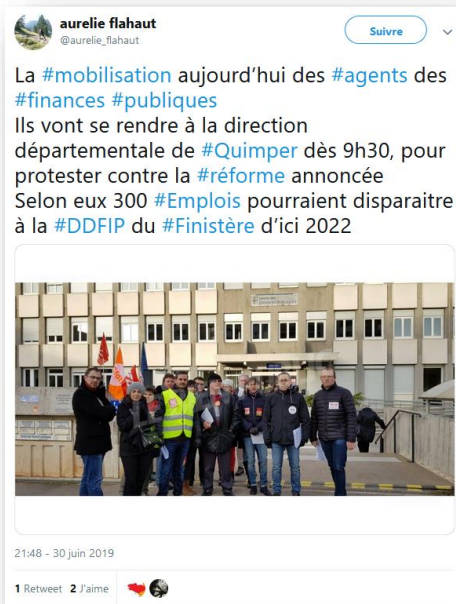 aurelie flahaut
@aurelie_flahaut
Suivre
La #mobilisation aujourd’hui des #agents des
#finances #publiques
Ils vont se rendre à la direction
départementale de #Quimper dès 9h30, pour
protester contre la #réforme annoncée
Selon eux 300 #Emplois pourraient disparaitre
à la #DDFIP du #Finistère d’ici 2022
21:48 - 30 juin 2019
1 Retweet 2 J'aime